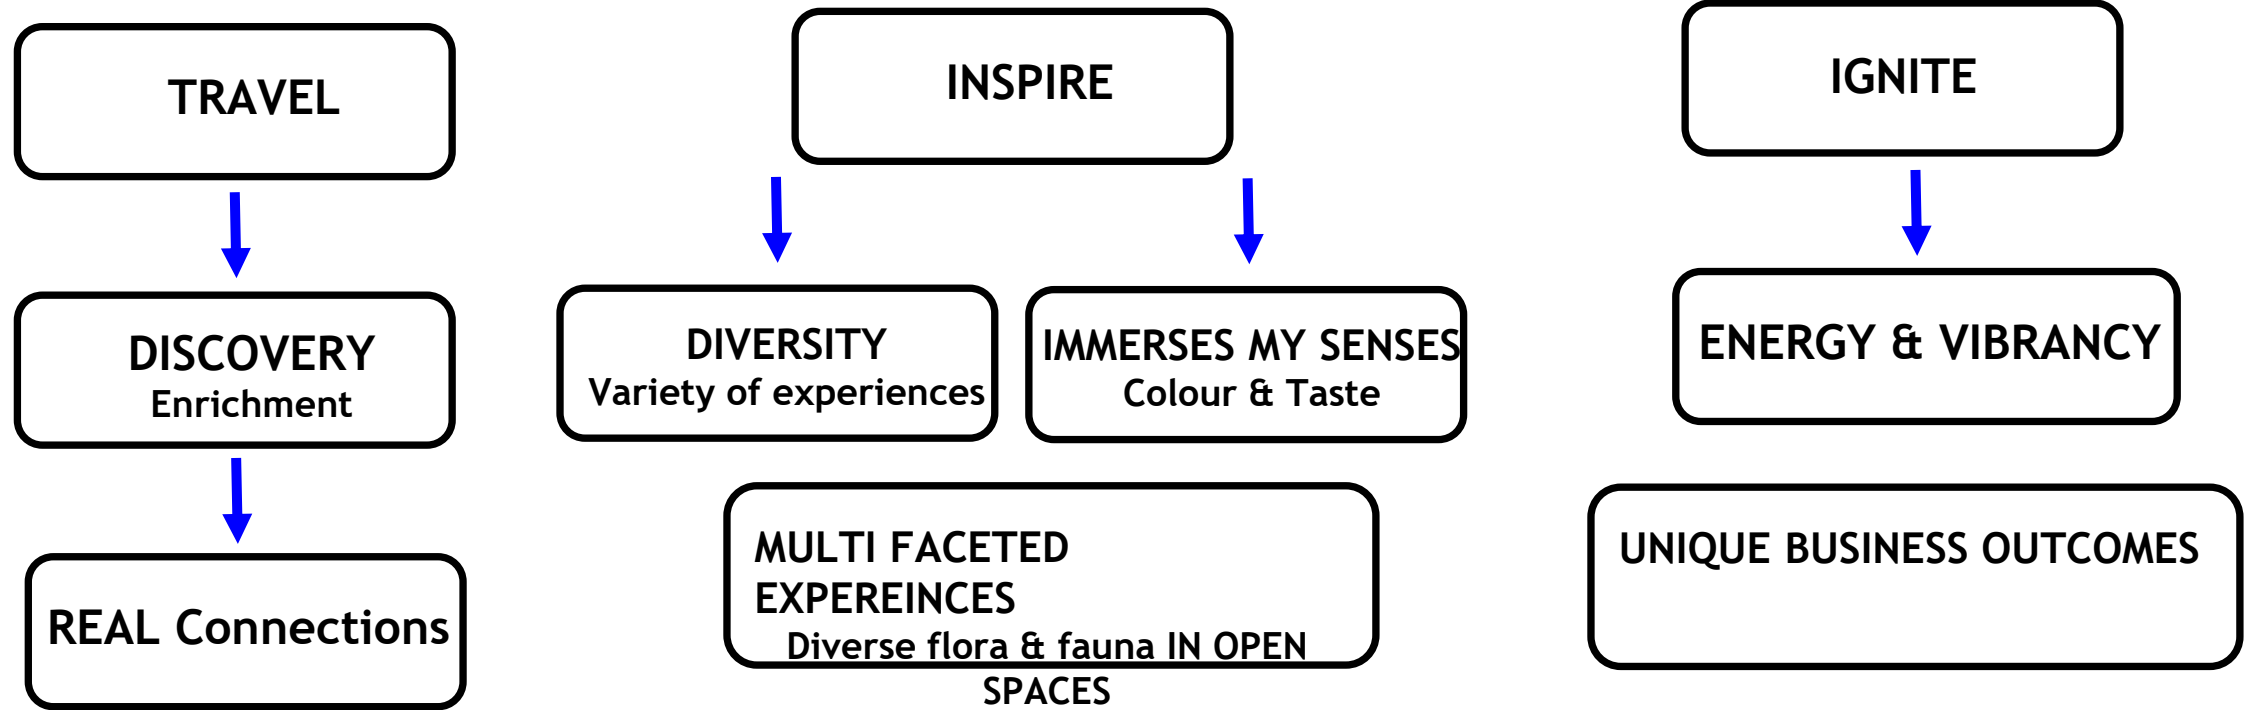 TRAVEL
INSPIRE
IGNITE
DISCOVERY
Enrichment
DIVERSITY
Variety of experiences
IMMERSES MY SENSES
Colour & Taste
ENERGY & VIBRANCY
REAL Connections
MULTI FACETED
EXPEREINCES
Diverse flora & fauna IN OPEN
SPACES
UNIQUE BUSINESS OUTCOMES